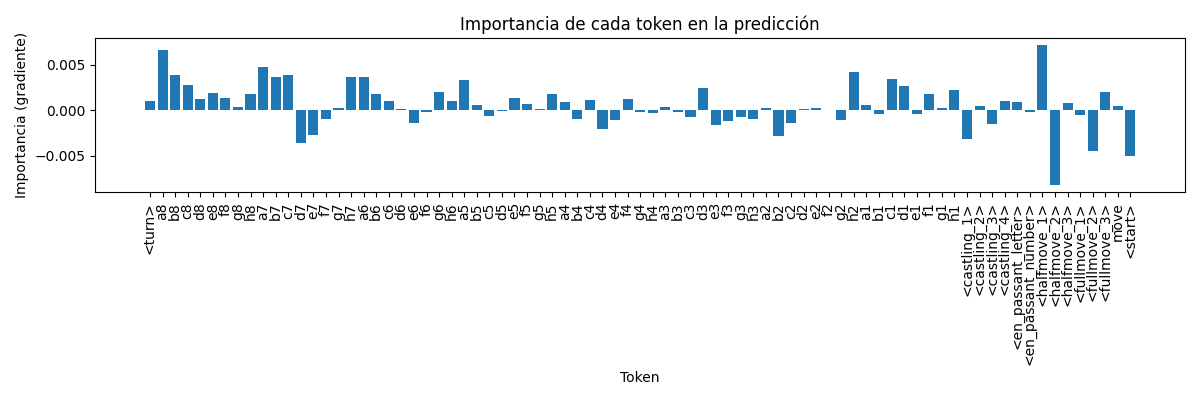 Importancia de cada token en la predicción
Importancia (gradiente)
0.005
0.000
−0.005
<turn>
a8
b8
c8
d8
e8
f8
g8
h8
a7
b7
c7
d7
e7
f7
g7
h7
a6
b6
c6
d6
e6
f6
g6
h6
a5
b5
c5
d5
e5
f5
g5
h5
a4
b4
c4
d4
e4
f4
g4
h4
a3
b3
c3
d3
e3
f3
g3
h3
a2
b2
c2
d2
e2
f2
g2
h2
a1
b1
c1
d1
e1
f1
g1
h1
<castling_1>
<castling_2>
<castling_3>
<castling_4>
<en_passant_letter>
<en_passant_number>
<halfmove_1>
<halfmove_2>
<halfmove_3>
<fullmove_1>
<fullmove_2>
<fullmove_3>
move
<start>
Token